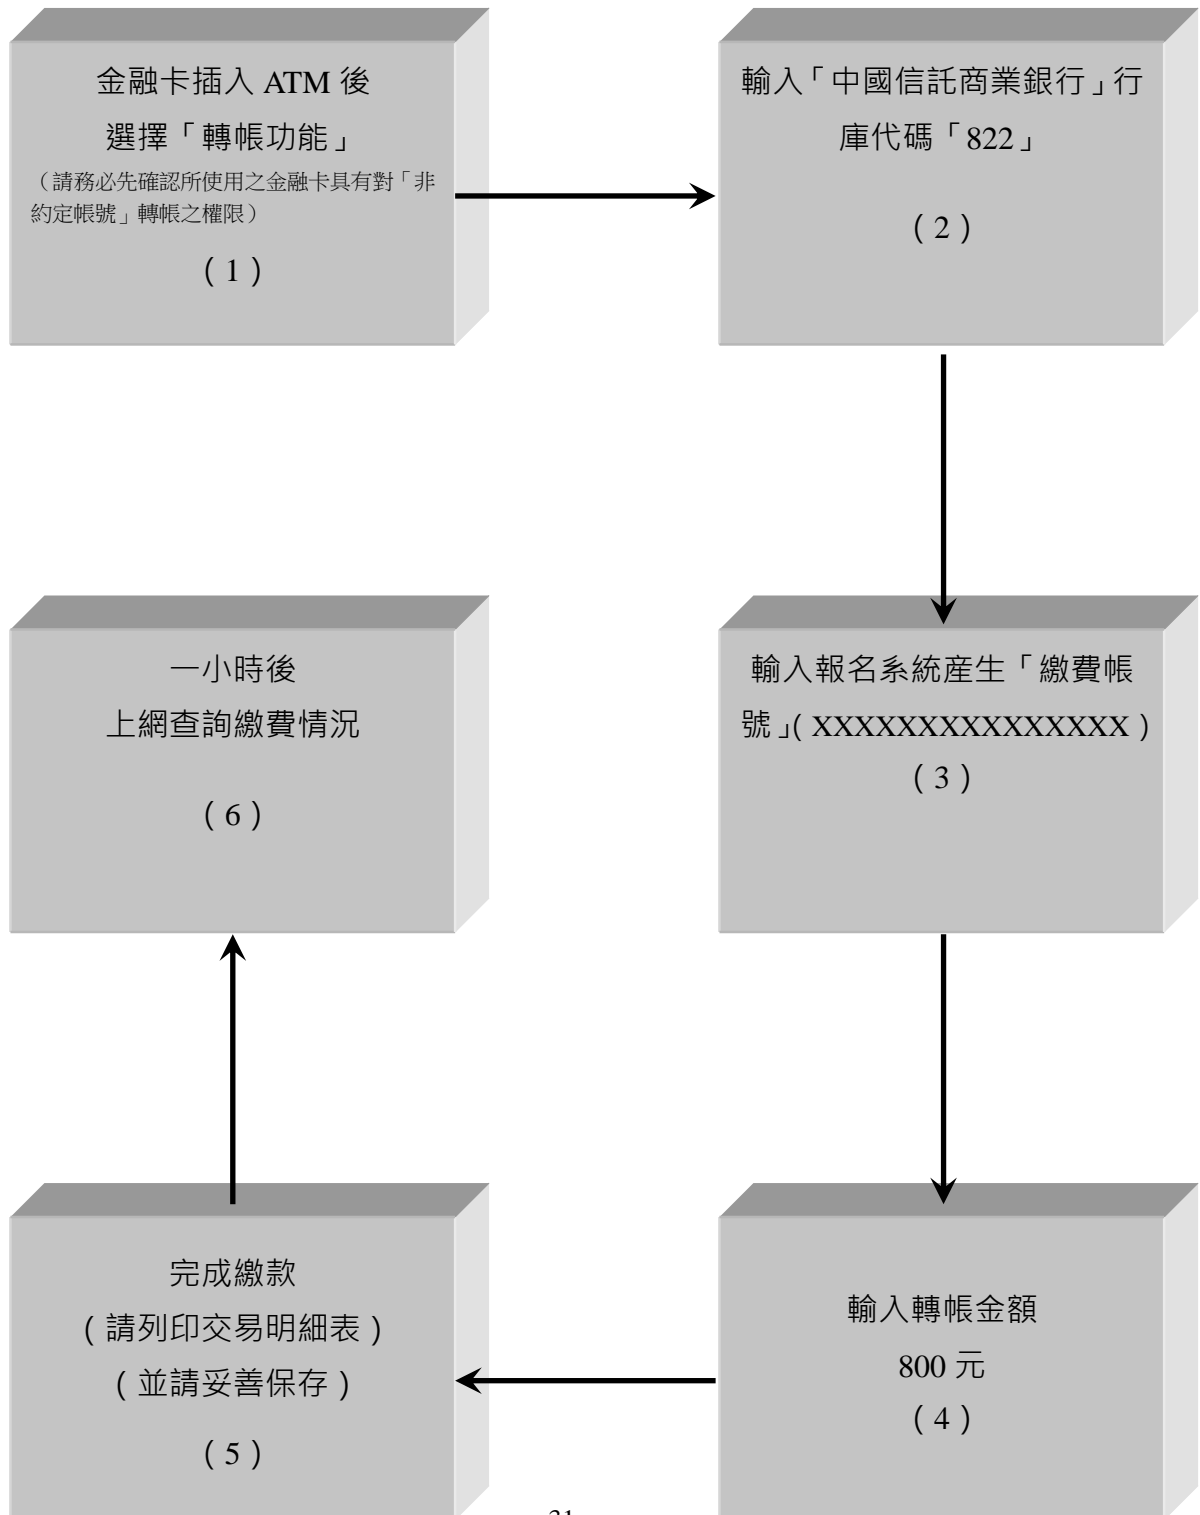 金融卡插入 ATM 後
選擇「轉帳功能」
（請務必先確認所使用之金融卡具有對「非
約定帳號」轉帳之權限）
（1）
輸入「中國信託商業銀行」行
庫代碼「822」
（2）
輸入報名系統產生「繳費帳
號」（XXXXXXXXXXXXXXX）
（3）
輸入轉帳金額
800 元
（4）
完成繳款
（請列印交易明細表）
（並請妥善保存）
（5）
一小時後
上網查詢繳費情況
（6）